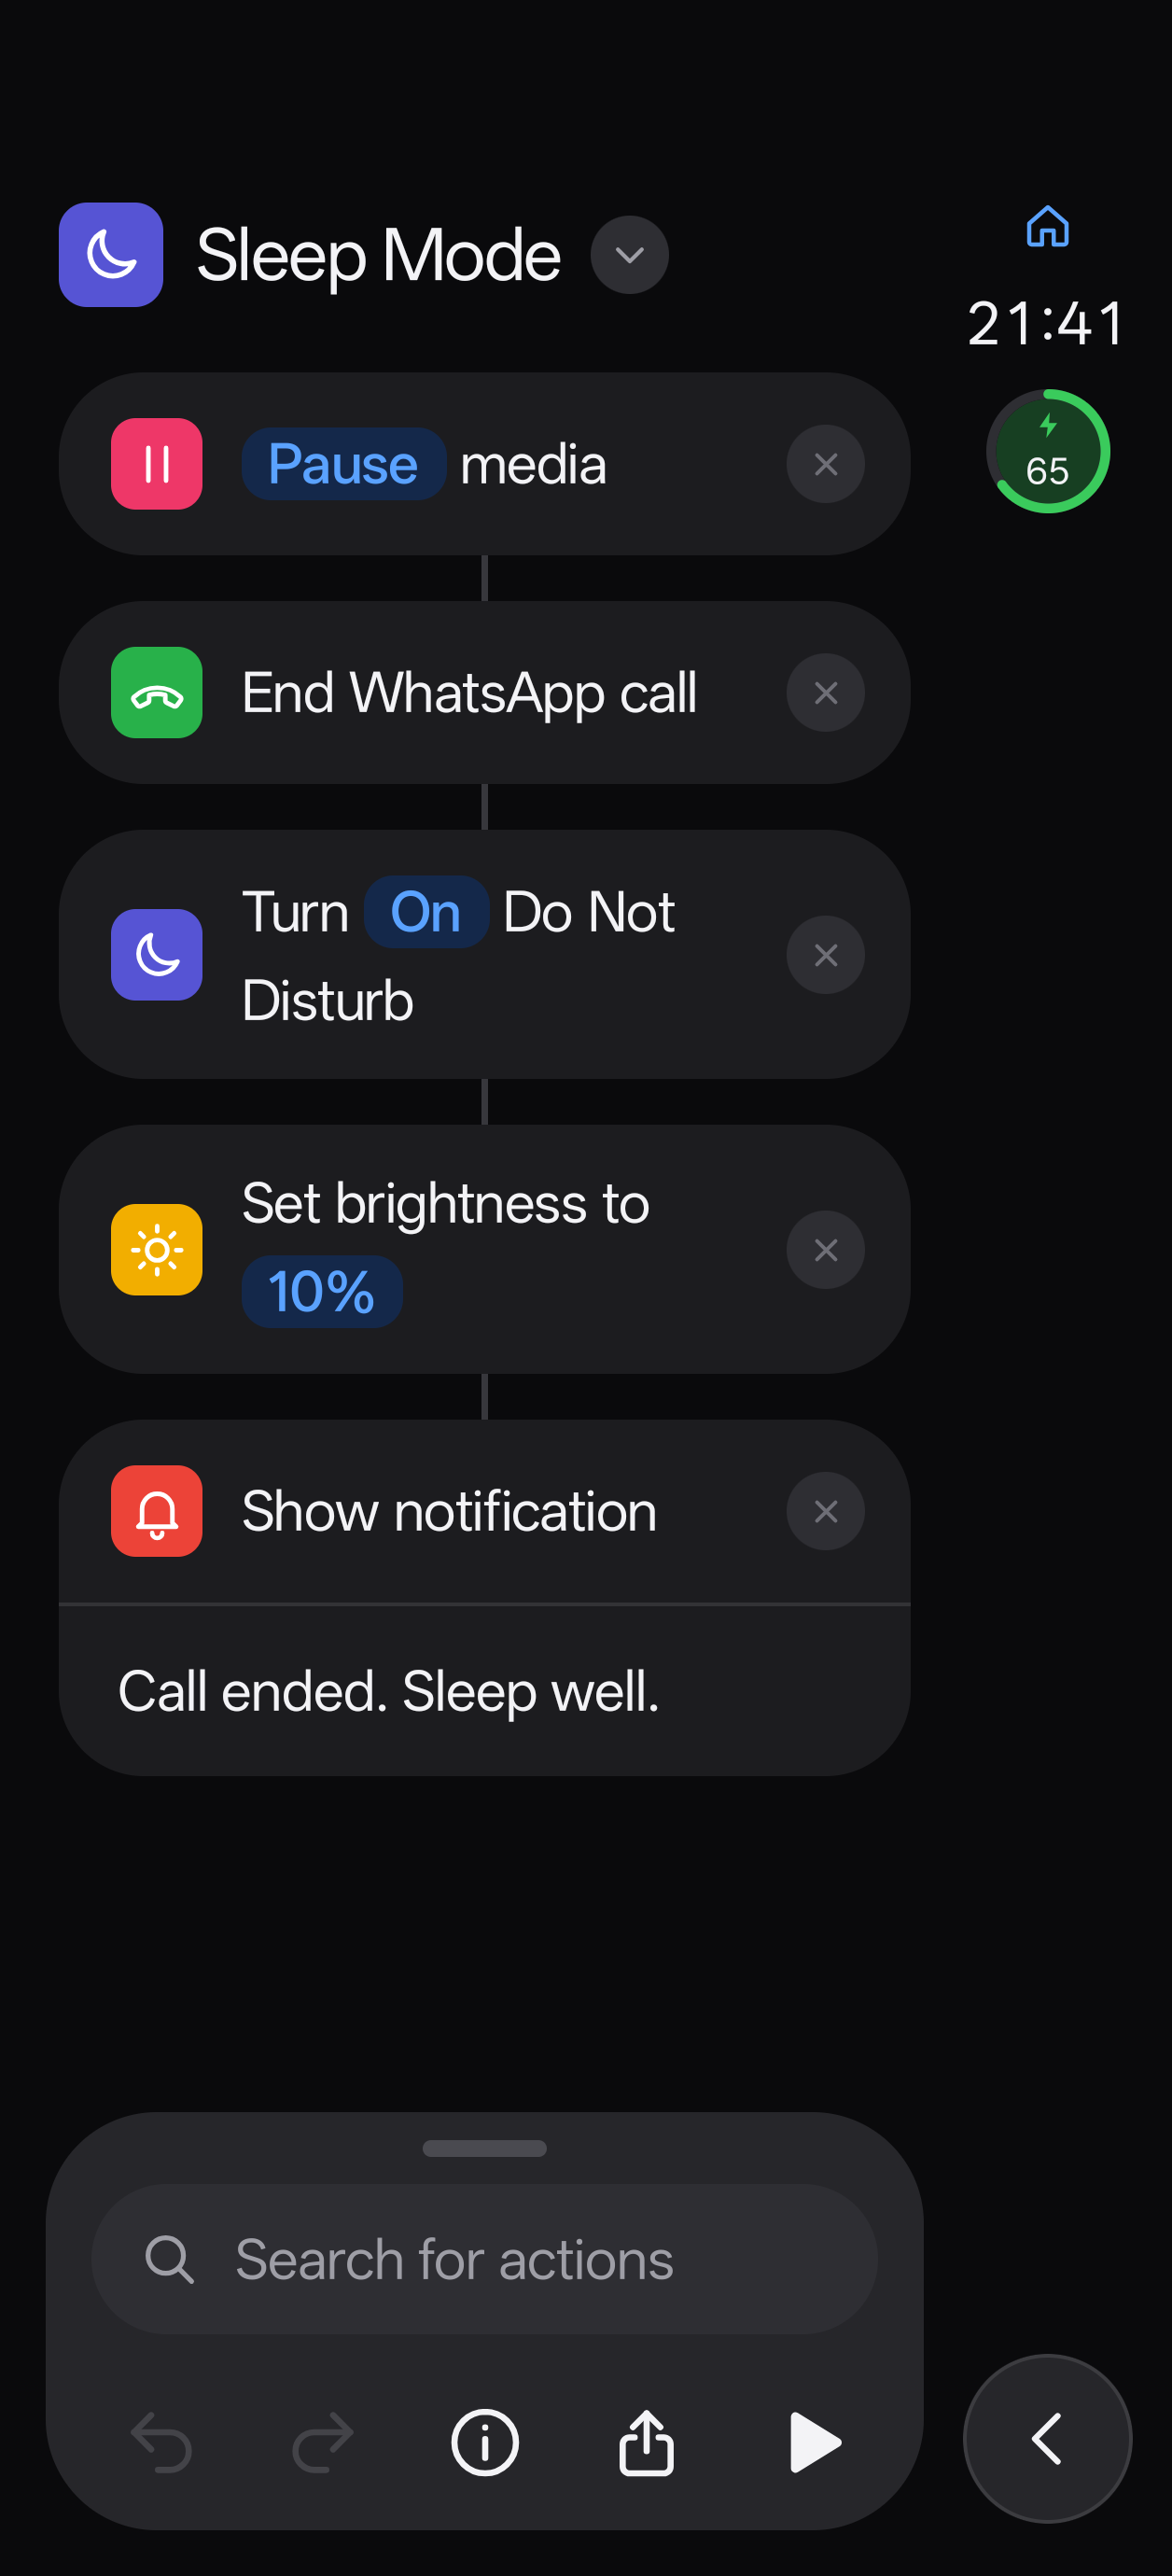 Sleep Mode
21:41
65
Pause media
End WhatsApp call
Turn On Do Not
Disturb
Set brightness to
10%
Show notification
Call ended. Sleep well.
Search for actions